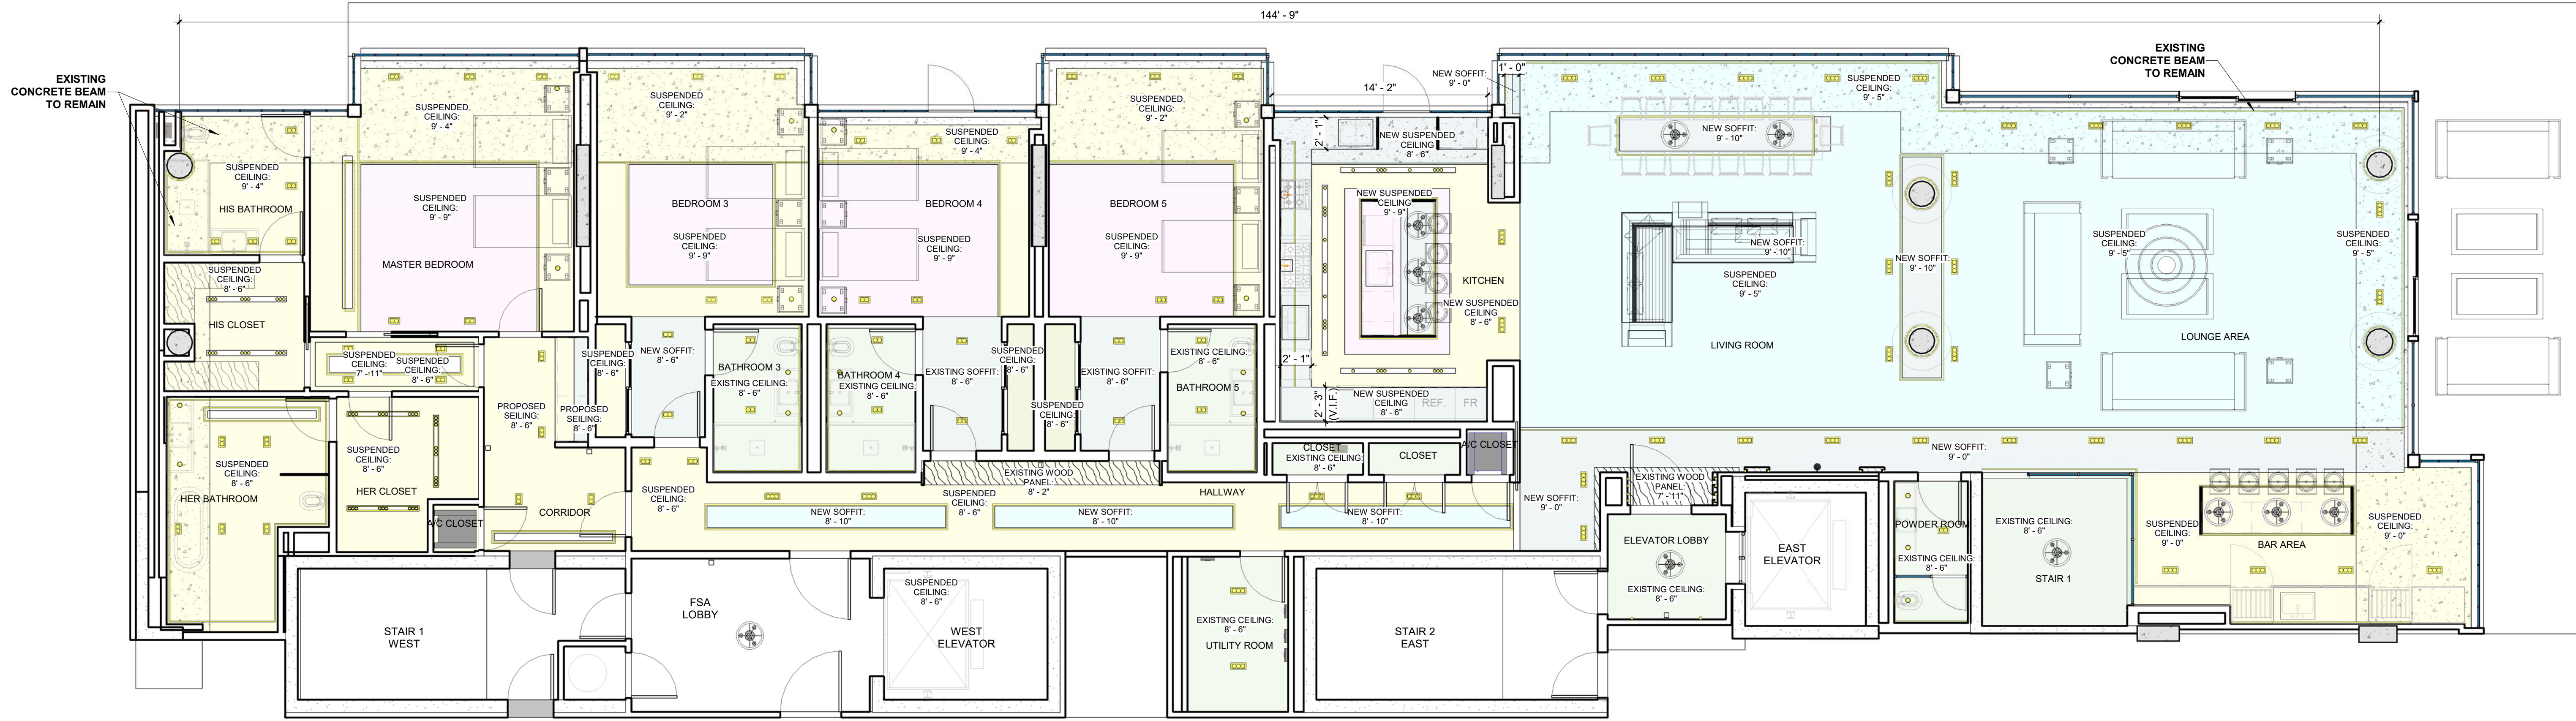 144' - 9"
EXISTING
CONCRETE BEAM
TO REMAIN
EXISTING
CONCRETE BEAM
TO REMAIN
SUSPENDED
CEILING:
9' - 4"
SUSPENDED
CEILING:
9' - 2"
SUSPENDED
CEILING:
9' - 4"
SUSPENDED
CEILING:
9' - 2"
14' - 2"
NEW SOFFIT:
9' - 0"
1' - 0"
SUSPENDED
CEILING:
9' - 5"
2' - 1"
NEW SUSPENDED
CEILING
8' - 6"
NEW SOFFIT:
9' - 10"
SUSPENDED
CEILING:
9' - 4"
HIS BATHROOM
SUSPENDED
CEILING:
9' - 9"
MASTER BEDROOM
BEDROOM 3
SUSPENDED
CEILING:
9' - 9"
BEDROOM 4
SUSPENDED
CEILING:
9' - 9"
BEDROOM 5
SUSPENDED
CEILING:
9' - 9"
NEW SUSPENDED
CEILING
9' - 9"
KITCHEN
NEW SUSPENDED
CEILING
8' - 6"
NEW SOFFIT:
9' - 10"
SUSPENDED
CEILING:
9' - 5"
LIVING ROOM
NEW SOFFIT:
9' - 10"
SUSPENDED
CEILING:
9' - 5"
LOUNGE AREA
SUSPENDED
CEILING:
9' - 5"
SUSPENDED
CEILING:
8' - 6"
HIS CLOSET
SUSPENDED
CEILING:
7' - 11"
SUSPENDED
CEILING:
8' - 6"
PROPOSED
SEILING:
8' - 6"
PROPOSED
SEILING:
8' - 6"
SUSPENDED
CEILING:
8' - 6"
NEW SOFFIT:
8' - 6"
BATHROOM 3
EXISTING CEILING:
8' - 6"
BATHROOM 4
EXISTING CEILING:
8' - 6"
EXISTING SOFFIT:
8' - 6"
SUSPENDED
CEILING:
8' - 6"
SUSPENDED
CEILING:
8' - 6"
EXISTING SOFFIT:
8' - 6"
EXISTING CEILING:
8' - 6"
BATHROOM 5
2' - 1"
2' - 3"
(V.I.F.)
NEW SUSPENDED
CEILING
8' - 6"
REF.
FR
SUSPENDED
CEILING:
8' - 6"
HER BATHROOM
SUSPENDED
CEILING:
8' - 6"
HER CLOSET
A/C CLOSET
CORRIDOR
SUSPENDED
CEILING:
8' - 6"
NEW SOFFIT:
8' - 10"
EXISTING WOOD
PANEL:
8' - 2"
SUSPENDED
CEILING:
8' - 6"
NEW SOFFIT:
8' - 10"
HALLWAY
CLOSET
EXISTING CEILING:
8' - 6"
CLOSET
A/C CLOSET
NEW SOFFIT:
8' - 10"
NEW SOFFIT:
9' - 0"
EXISTING WOOD
PANEL:
7' - 11"
NEW SOFFIT:
9' - 0"
ELEVATOR LOBBY
EXISTING CEILING:
8' - 6"
EAST
ELEVATOR
POWDER ROOM
EXISTING CEILING:
8' - 6"
EXISTING CEILING:
8' - 6"
STAIR 1
SUSPENDED
CEILING:
9' - 0"
BAR AREA
SUSPENDED
CEILING:
9' - 0"
STAIR 1
WEST
FSA
LOBBY
SUSPENDED
CEILING:
8' - 6"
WEST
ELEVATOR
EXISTING CEILING:
8' - 6"
UTILITY ROOM
STAIR 2
EAST